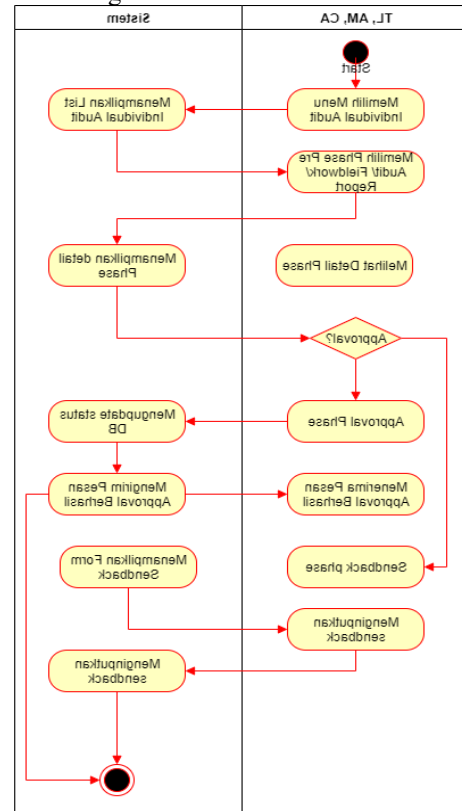 TL, AM, CA
Sistem
Start
Memilih Menu
Individual Audit
Menampilkan List
Individual Audit
Memilih Phase Pre
Audit/ Fieldwork/
Report
Menampilkan detail
Phase
Melihat Detail Phase
Approval?
Approval Phase
Mengupdate status
DB
Menerima Pesan
Approval Berhasil
Mengirim Pesan
Approval Berhasil
Sendback phase
Menampilkan Form
Sendback
Menginputkan
sendback
Menginputkan
sendback